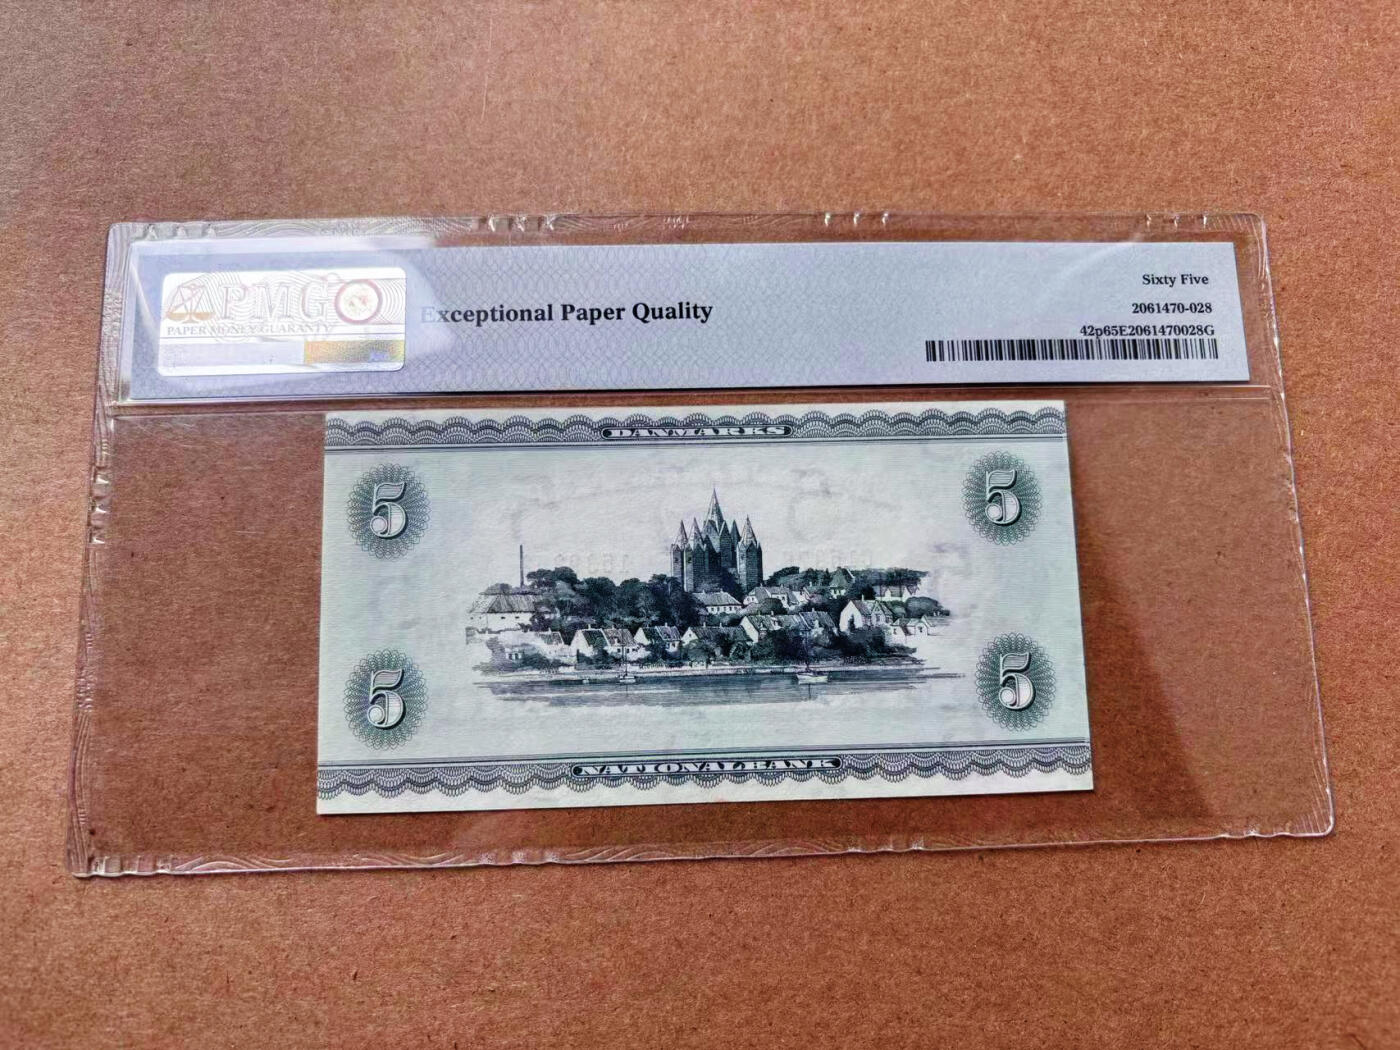 PMG
PAPER MONEY GUARANTY
Exceptional Paper Quality
Sixty Five
2061470-028
42p65E2061470028G
DANMARKS
5
5
5
5
NATIONALBANK